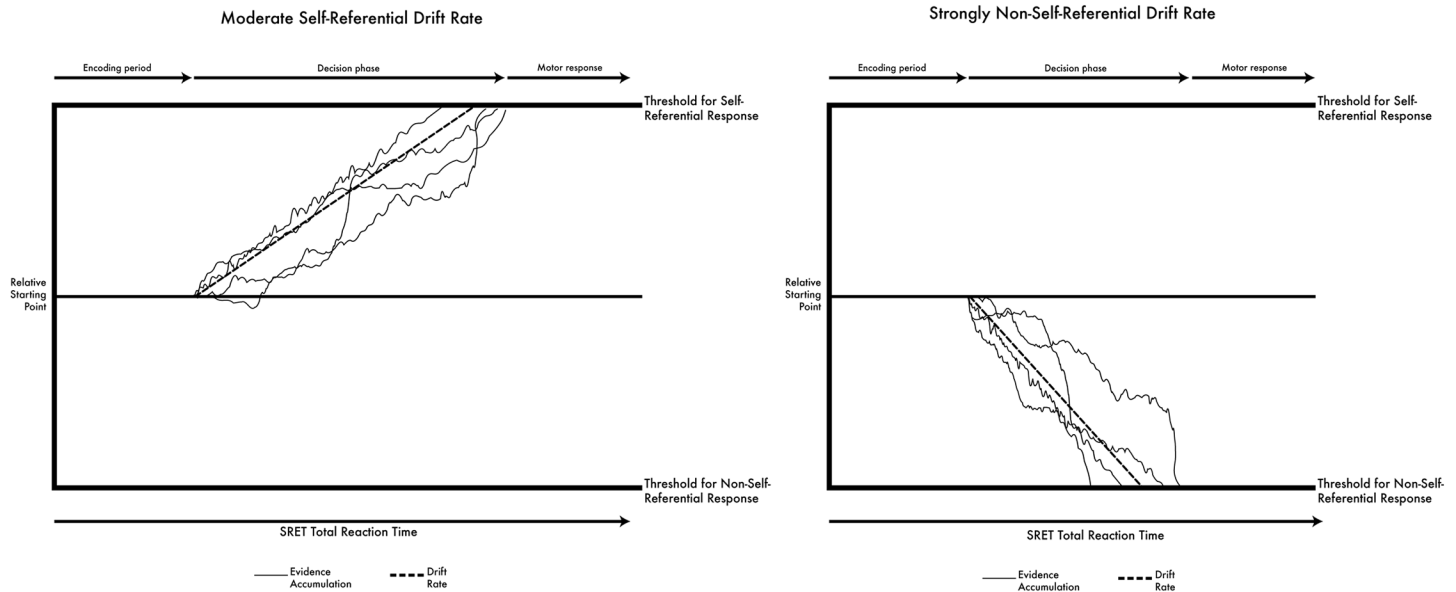 Moderate Self-Referential Drift Rate
Encoding period
Decision phase
Motor response
Threshold for Self-
Referential Response
Relative
Starting
Point
Threshold for Non-Self-
Referential Response
SRET Total Reaction Time
Evidence
Accumulation
Drift
Rate
Strongly Non-Self-Referential Drift Rate
Encoding period
Decision phase
Motor response
Threshold for Self-
Referential Response
Relative
Starting
Point
Threshold for Non-Self-
Referential Response
SRET Total Reaction Time
Evidence
Accumulation
Drift
Rate